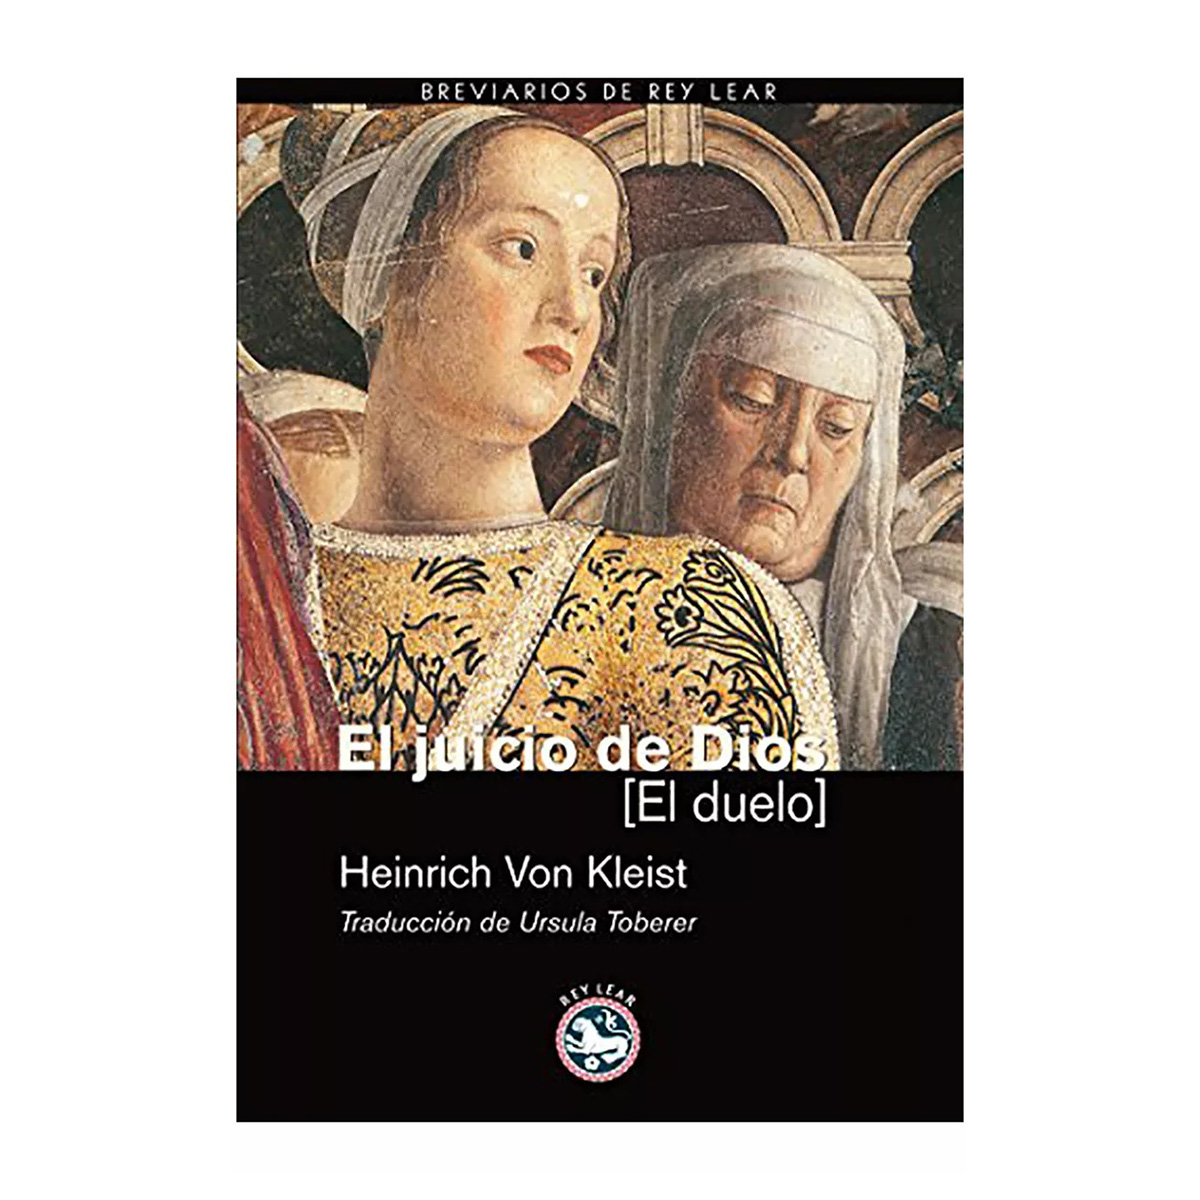 BREVIARIOS DE REY LEAR
El juicio de Dios
[El duelo]
Heinrich Von Kleist
Traducción de Ursula Toberer
REY LEAR